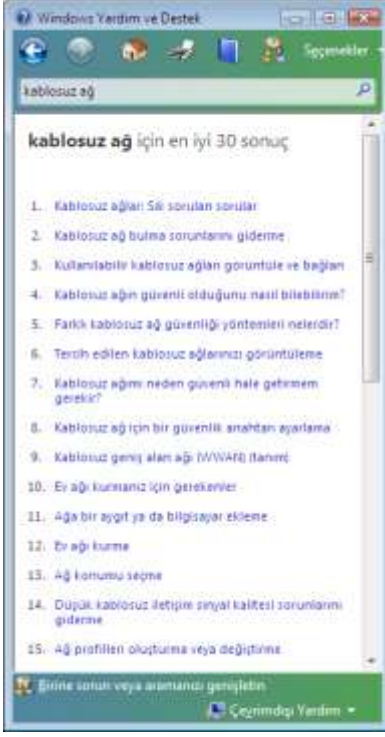 Windows Yardım ve Destek
Seçenekler
kablosuz ağ
kablosuz ağ için en iyi 30 sonuç
1. Kablosuz ağlar: Sık sorulan sorular
2. Kablosuz ağ bulma sorunlarını giderme
3. Kullanılabilir kablosuz ağları görüntüle ve bağlan
4. Kablosuz ağın güvenli olduğunu nasıl bilebilirim?
5. Farklı kablosuz ağ güvenliği yöntemleri nelerdir?
6. Tercih edilen kablosuz ağlarınızı görüntüleme
7. Kablosuz ağımı neden güvenli hale getirmem
gerekir?
8. Kablosuz ağ için bir güvenlik anahtarı ayarlama
9. Kablosuz geniş alan ağı (WWAN) (tanım)
10. Ev ağı kurmanız için gerekenler
11. Ağa bir aygıt ya da bilgisayar ekleme
12. Ev ağı kurma
13. Ağ konumu seçme
14. Düşük kablosuz iletişim sinyal kalitesi sorunlarını
giderme
15. Ağ profilleri oluşturma veya değiştirme
Birine sorun veya aramanızı genişletin
Çevrimdışı Yardım